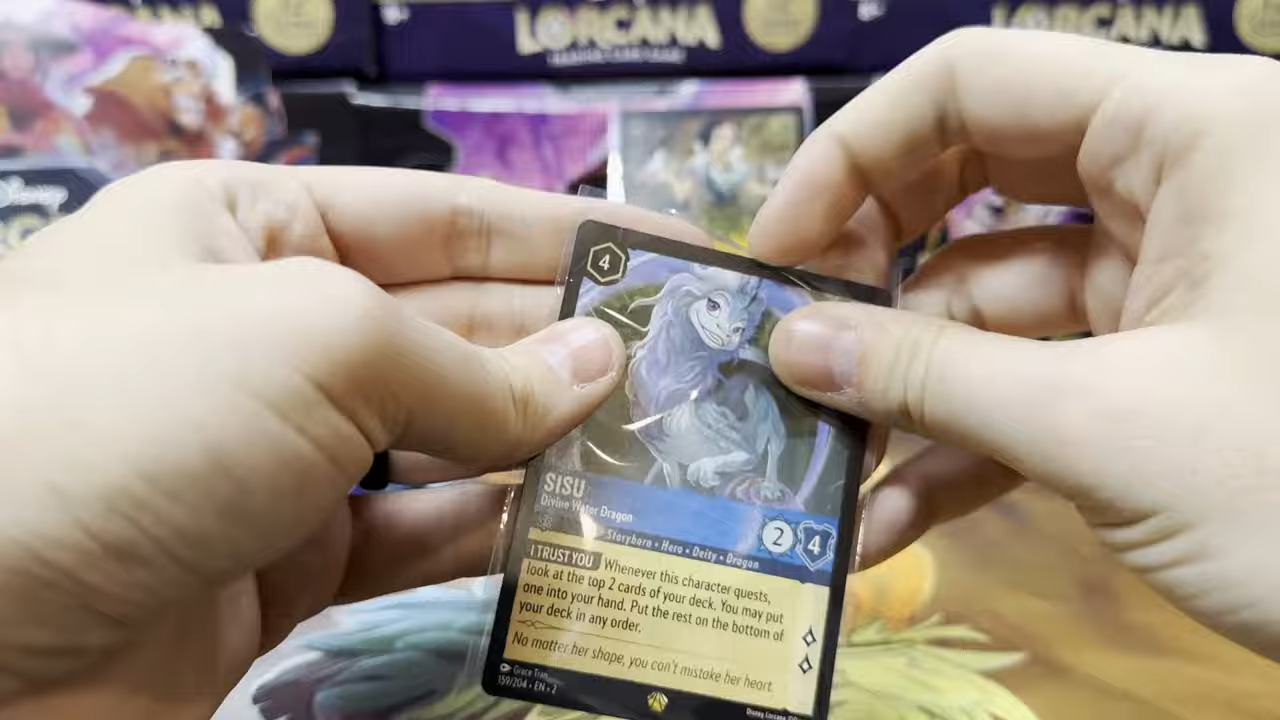 LORCANA
LORCANA
Disney
4
SISU
Divine Water Dragon
2 4
Storyborn • Hero • Deity • Dragon
I TRUST YOU Whenever this character quests,
look at the top 2 cards of your deck. You may put
one into your hand. Put the rest on the bottom of
your deck in any order.
No matter her shape, you can't mistake her heart.
Grace Tran
159/204 • EN • 2
Disney Lorcana